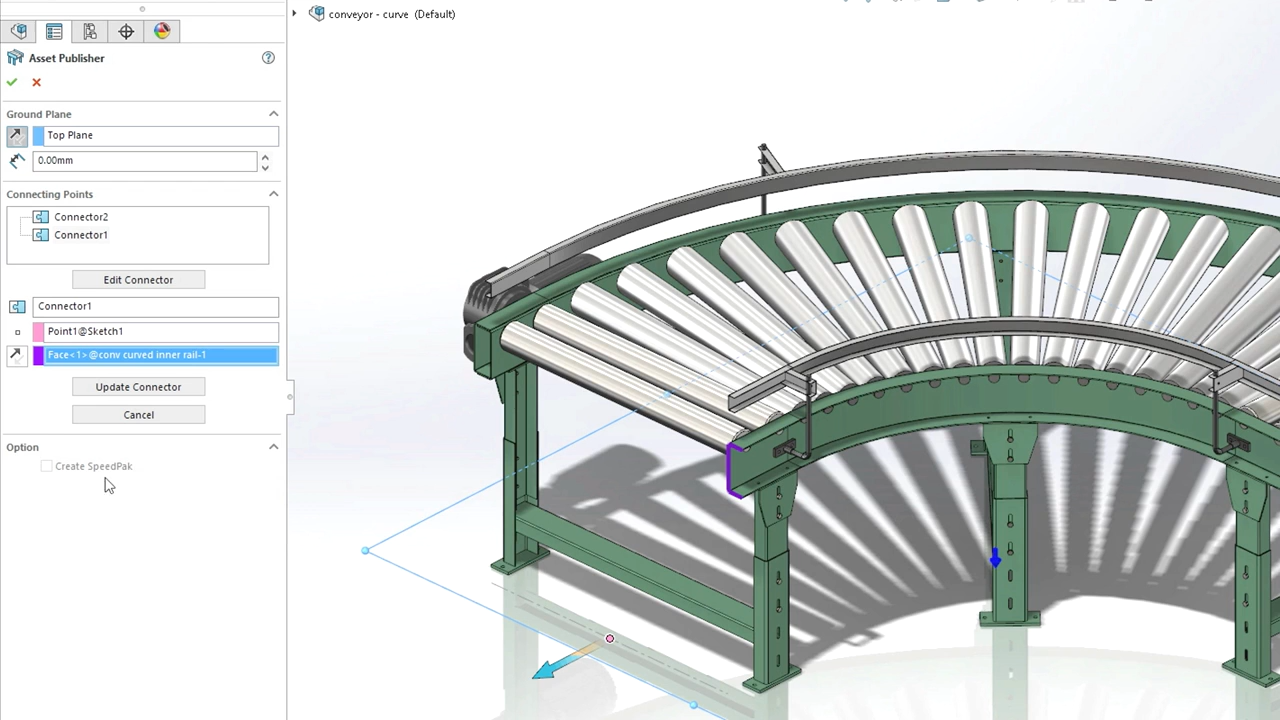 conveyor - curve (Default)
Asset Publisher
Ground Plane
Top Plane
0.00mm
Connecting Points
Connector2
Connector1
Edit Connector
Connector1
Point1@Sketch1
Face<1>@conv curved inner rail-1
Update Connector
Cancel
Option
Create SpeedPak